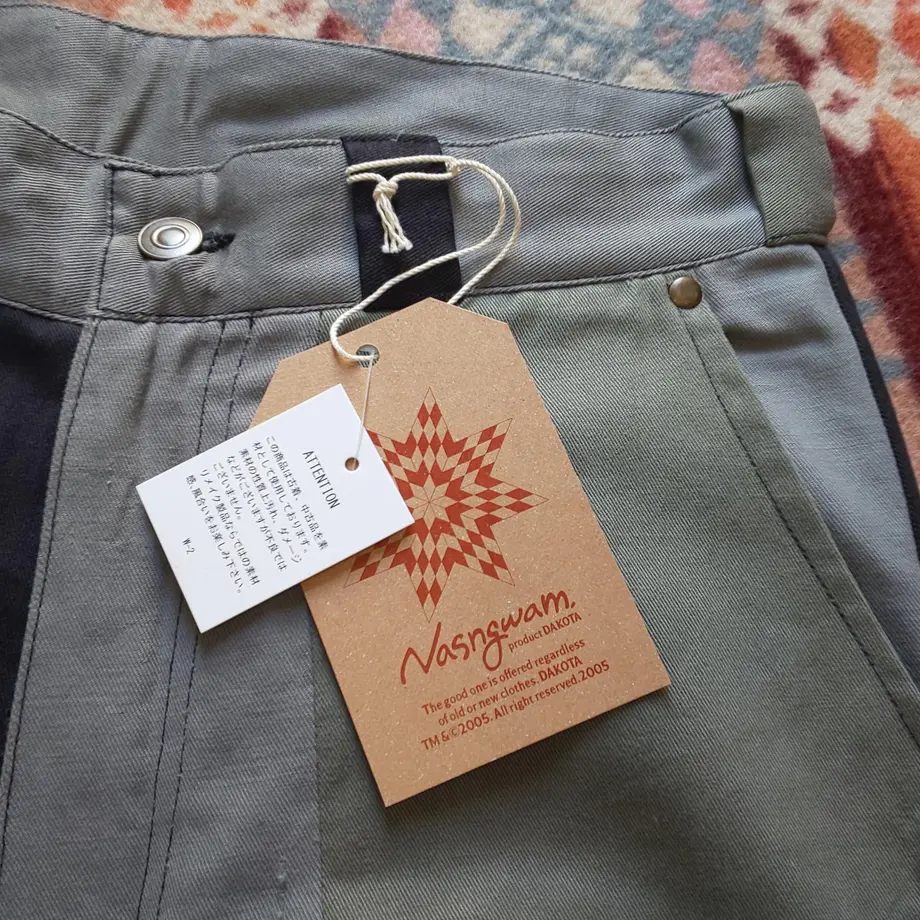 ATTENTION
この商品は古着、中古品を素
材として使用しております。
素材の性質上汚れ、ダメージ
などがございますが不良では
ございません。
リメイク製品ならではの素材
感、風合いをお楽しみ下さい。
W-2
Nasngwam.
product DAKOTA
The good one is offered regardless
of old or new clothes. DAKOTA
TM & ©2005. All right reserved. 2005